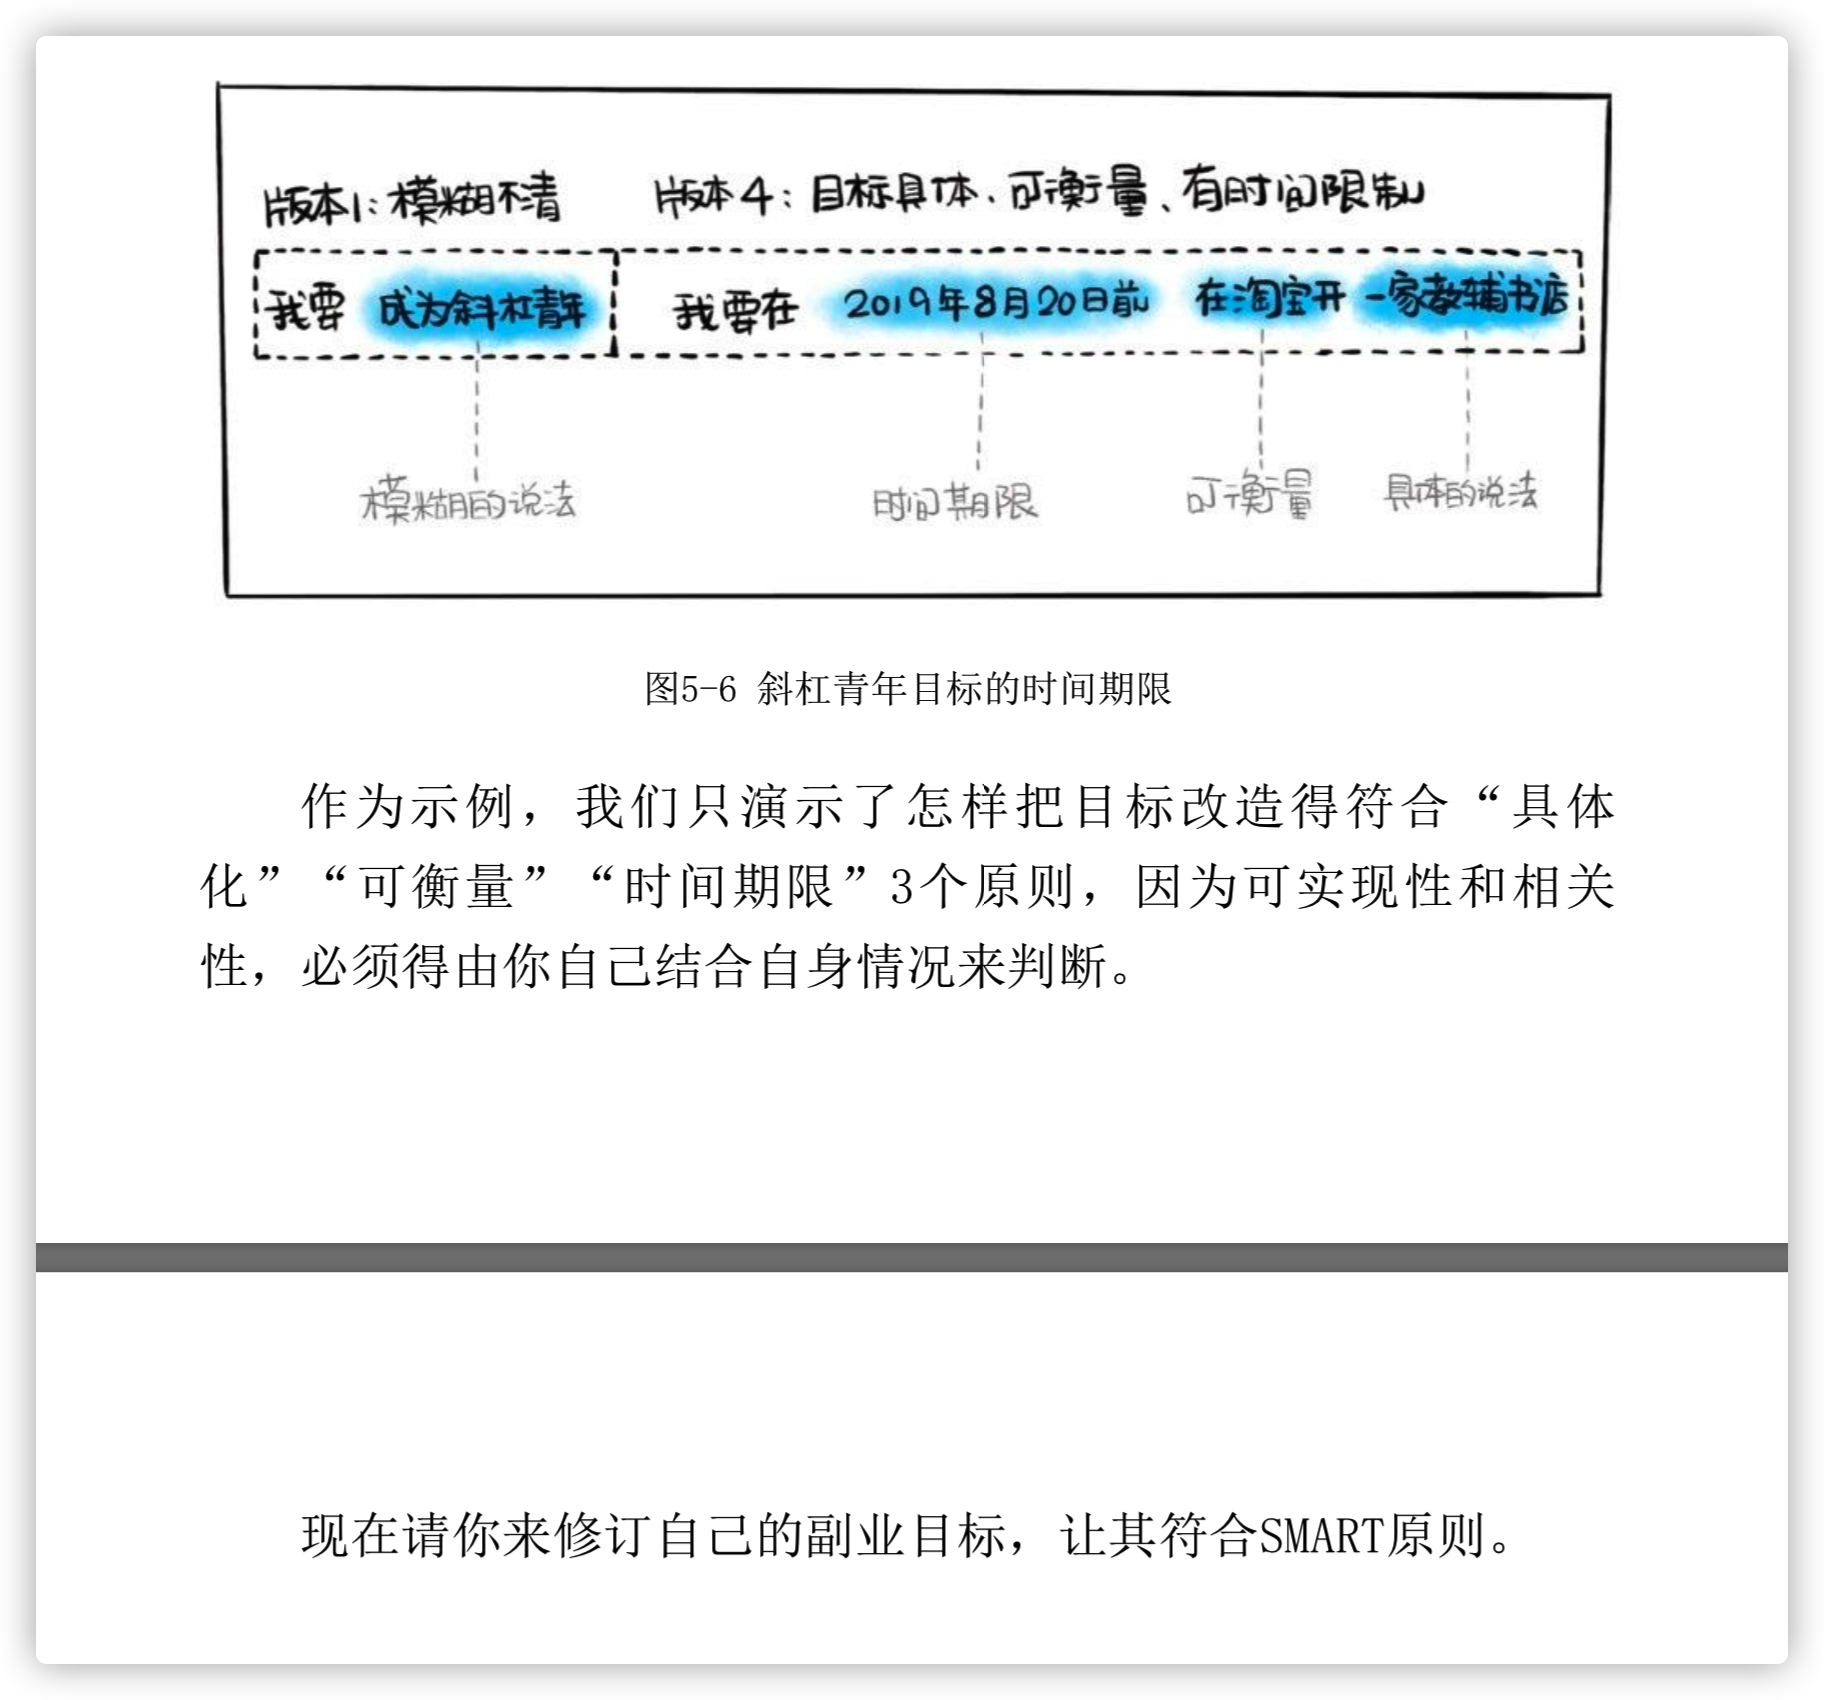 版本1:模糊不清 版本4:目标具体、可衡量、有时间限制
我要 成为斜杠青年 我要在 2019年8月20日前 在淘宝开 一家教辅书店
模糊的说法 时间期限 可衡量 具体的说法
图5-6 斜杠青年目标的时间期限
作为示例，我们只演示了怎样把目标改造得符合“具体
化”“可衡量”“时间期限”3个原则，因为可实现性和相关
性，必须得由你自己结合自身情况来判断。
现在请你来修订自己的副业目标，让其符合SMART原则。